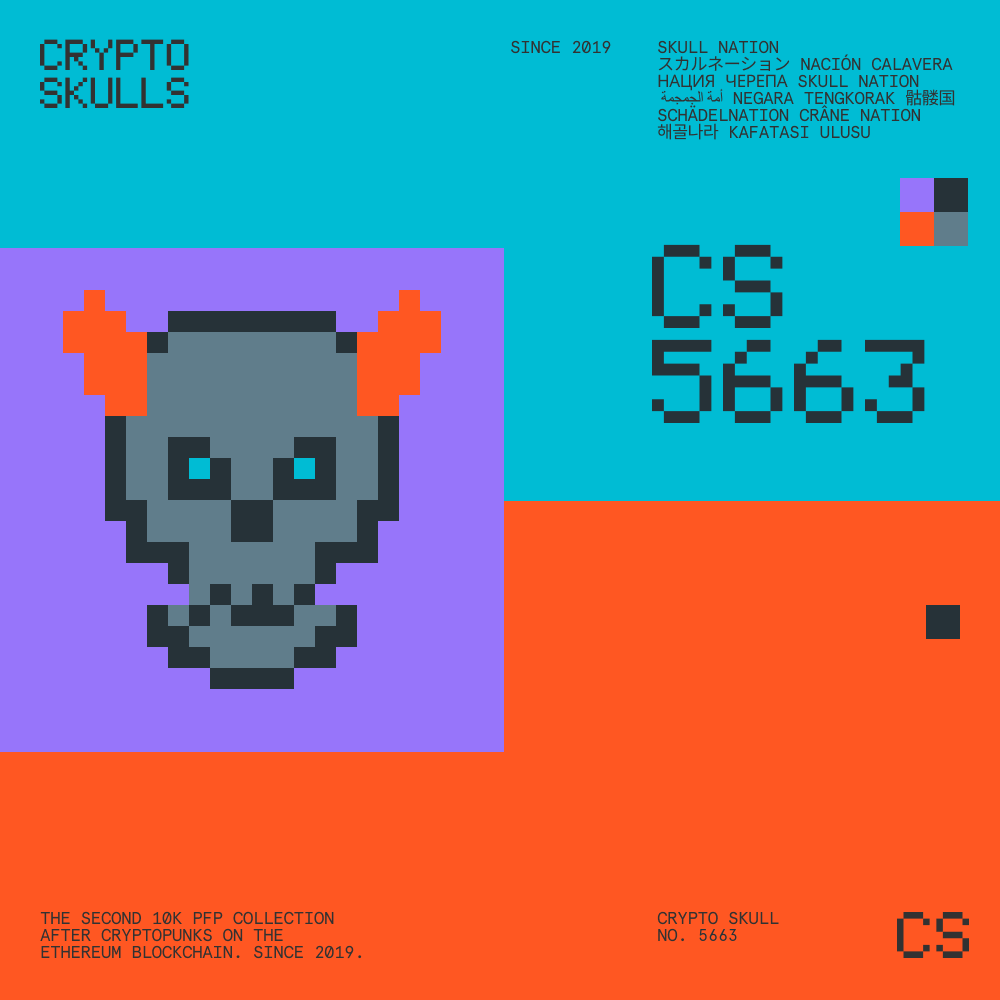 CRYPTO
SKULLS
SINCE 2019
SKULL NATION
スカルネーション NACIÓN CALAVERA
НАЦИЯ ЧЕРЕПА SKULL NATION
أمة الجمجمة NEGARA TENGKORAK 骷髅国
SCHÄDELNATION CRÂNE NATION
해골나라 KAFATASI ULUSU
CS
5663
THE SECOND 10K PFP COLLECTION
AFTER CRYPTOPUNKS ON THE
ETHEREUM BLOCKCHAIN. SINCE 2019.
CRYPTO SKULL
NO. 5663
CS